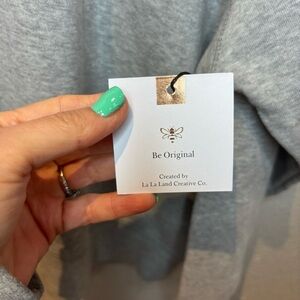 Be Original
Created by
La La Land Creative Co.